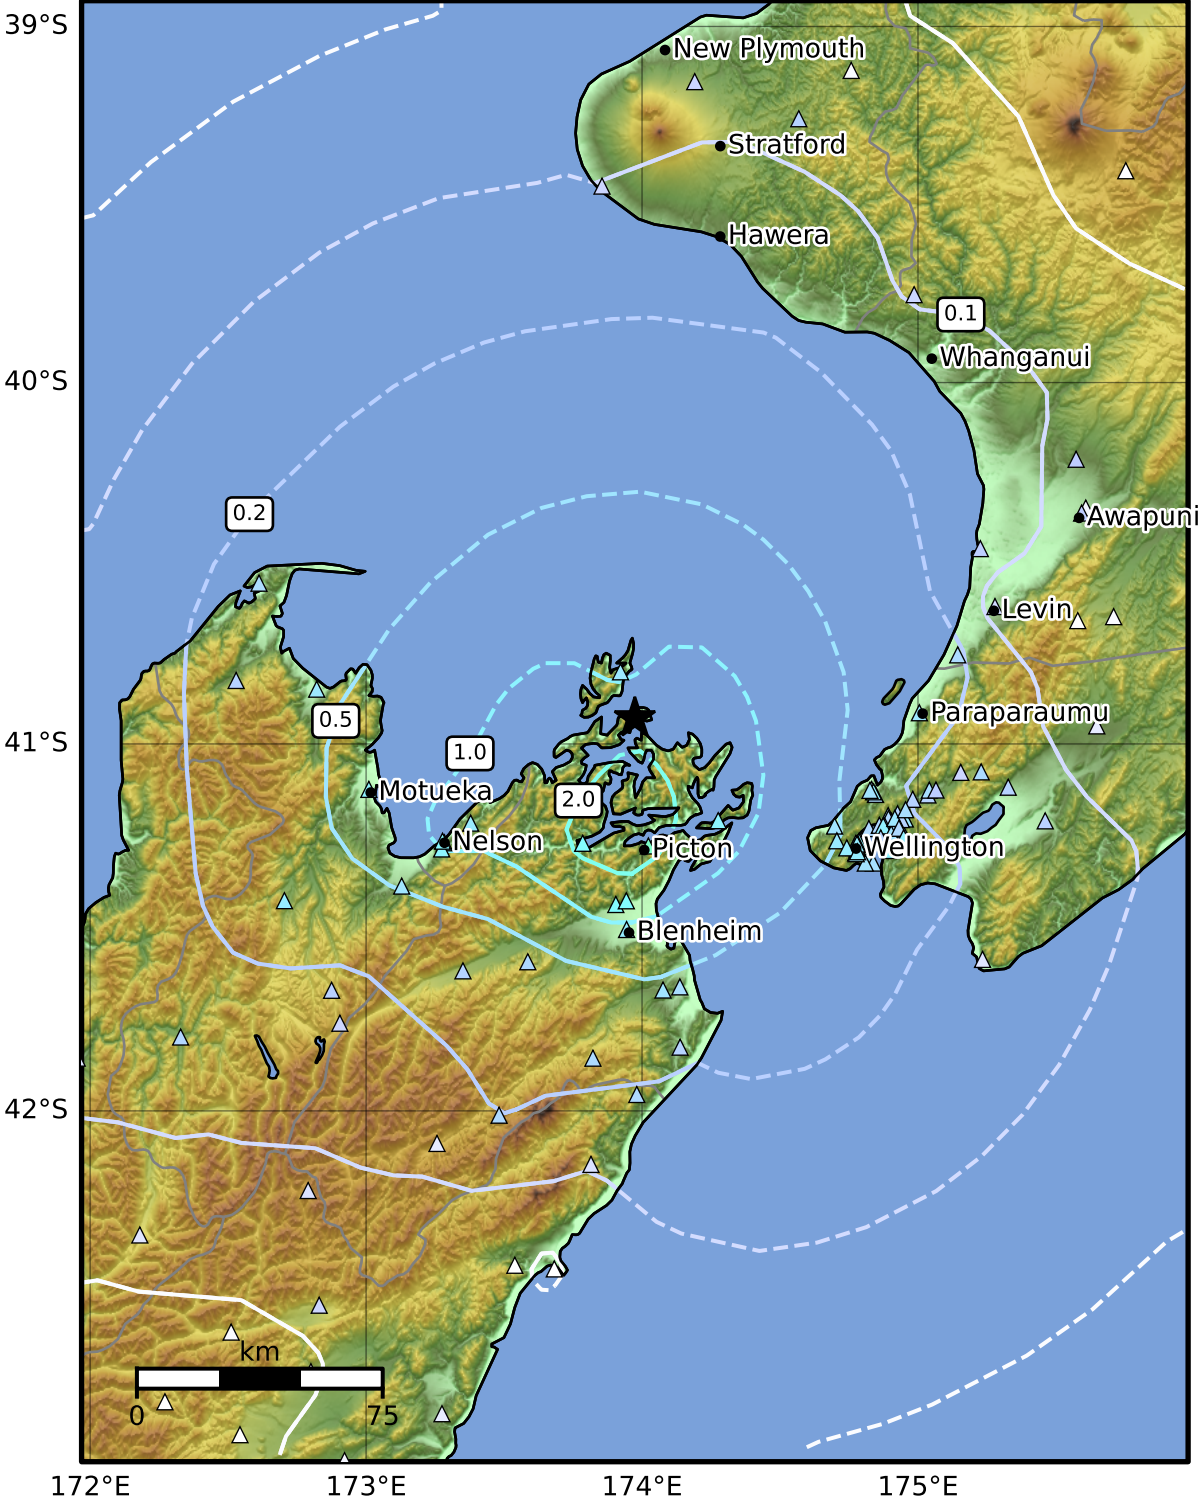 39°S
New Plymouth
Stratford
Hawera
0.1
Whanganui
40°S
0.2
Awapuni
Levin
0.5
Paraparaumu
41°S
1.0
Motueka
2.0
Nelson
Picton
Wellington
Blenheim
42°S
km
0 75
172°E 173°E 174°E 175°E